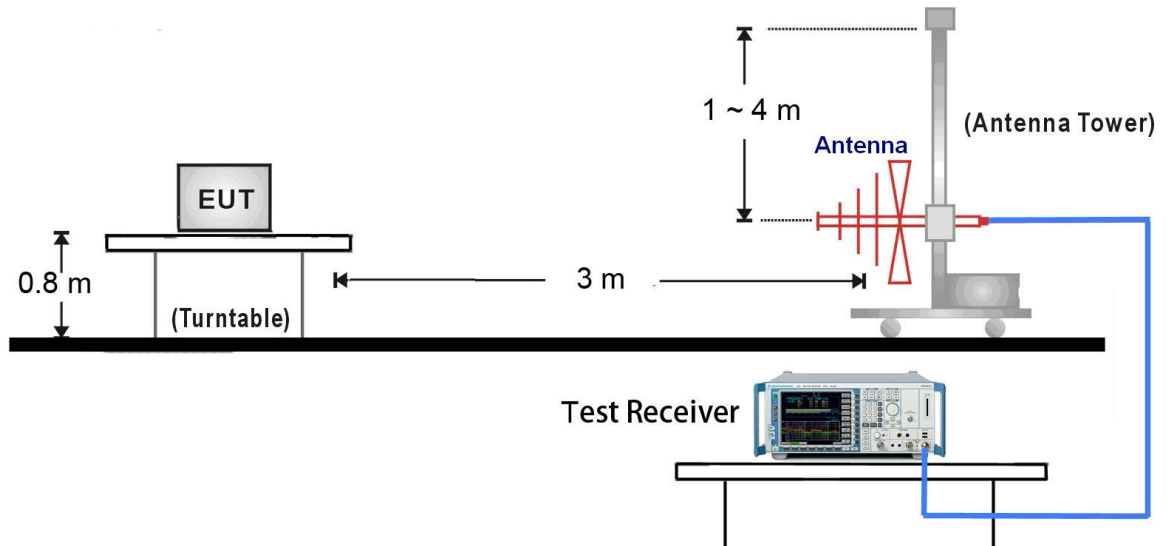 1 ~ 4 m
(Antenna Tower)
Antenna
EUT
0.8 m
3 m
(Turntable)
Test Receiver